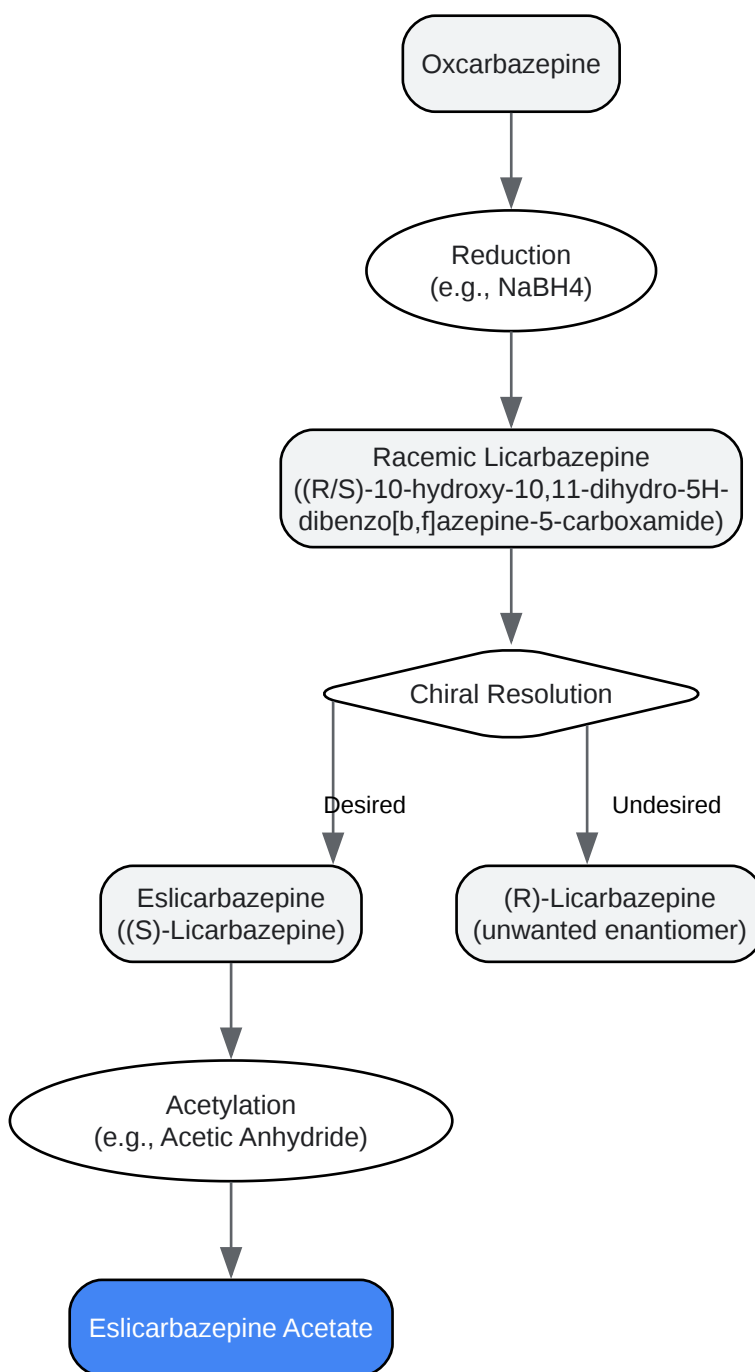 Oxcarbazepine
Reduction
(e.g., NaBH4)
Racemic Licarbazepine
((R/S)-10-hydroxy-10,11-dihydro-5H-
dibenzo[b,f]azepine-5-carboxamide)
Chiral Resolution
Desired
Undesired
Eslicarbazepine
((S)-Licarbazepine)
(R)-Licarbazepine
(unwanted enantiomer)
Acetylation
(e.g., Acetic Anhydride)
Eslicarbazepine Acetate